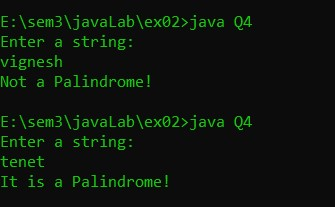 E:\sem3\javaLab\ex02>java Q4
Enter a string:
vignesh
Not a Palindrome!
E:\sem3\javaLab\ex02>java Q4
Enter a string:
tenet
It is a Palindrome!